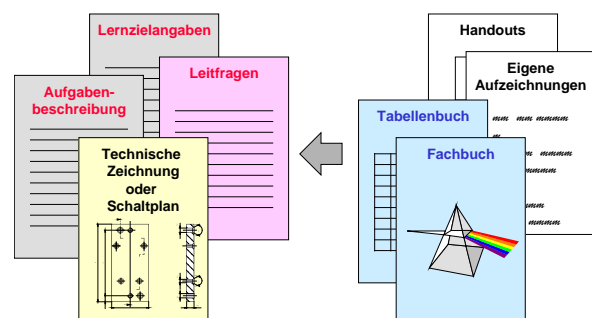 Lernzielangaben
Leitfragen
Aufgaben-
beschreibung
Technische
Zeichnung
oder
Schaltplan
Handouts
Eigene
Aufzeichnungen
Tabellenbuch
Fachbuch